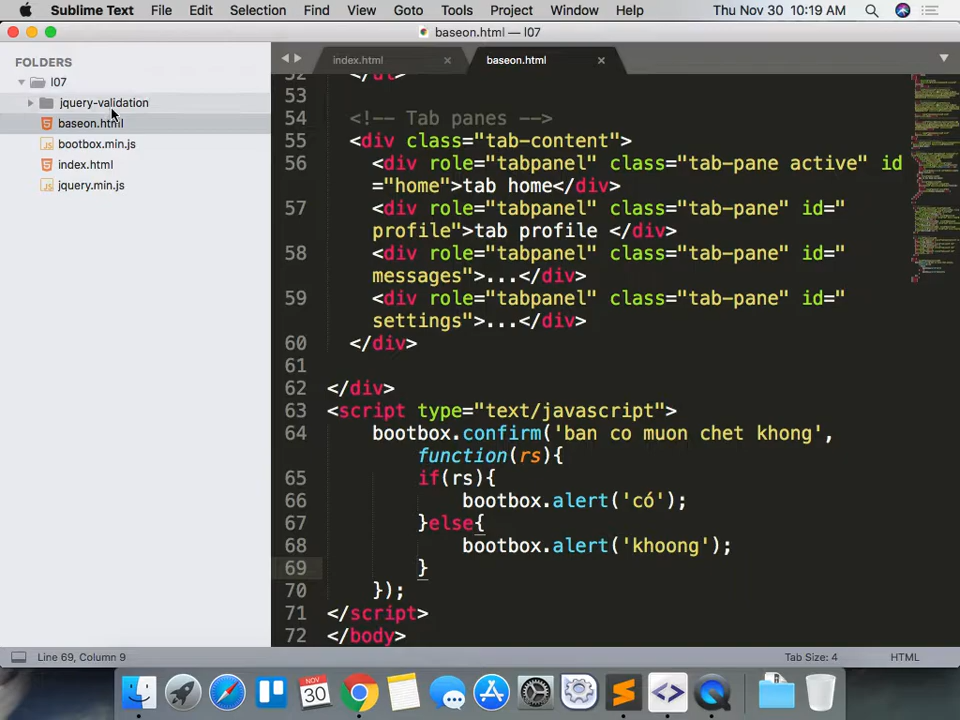 Sublime Text File Edit Selection Find View Goto Tools Project Window Help Thu Nov 30 10:19 AM
baseon.html — l07
FOLDERS
l07
jquery-validation
baseon.html
bootbox.min.js
index.html
jquery.min.js
index.html × baseon.html ×
52 </ul>
53
54 <!-- Tab panes -->
55 <div class="tab-content">
56 <div role="tabpanel" class="tab-pane active" id
="home">tab home</div>
57 <div role="tabpanel" class="tab-pane" id="
profile">tab profile </div>
58 <div role="tabpanel" class="tab-pane" id="
messages">...</div>
59 <div role="tabpanel" class="tab-pane" id="
settings">...</div>
60 </div>
61
62 </div>
63 <script type="text/javascript">
64 bootbox.confirm('ban co muon chet khong',
function(rs){
65 if(rs){
66 bootbox.alert('có');
67 }else{
68 bootbox.alert('khoong');
69 }
70 });
71 </script>
72 </body>
Line 69, Column 9 Tab Size: 4 HTML
NOV
30